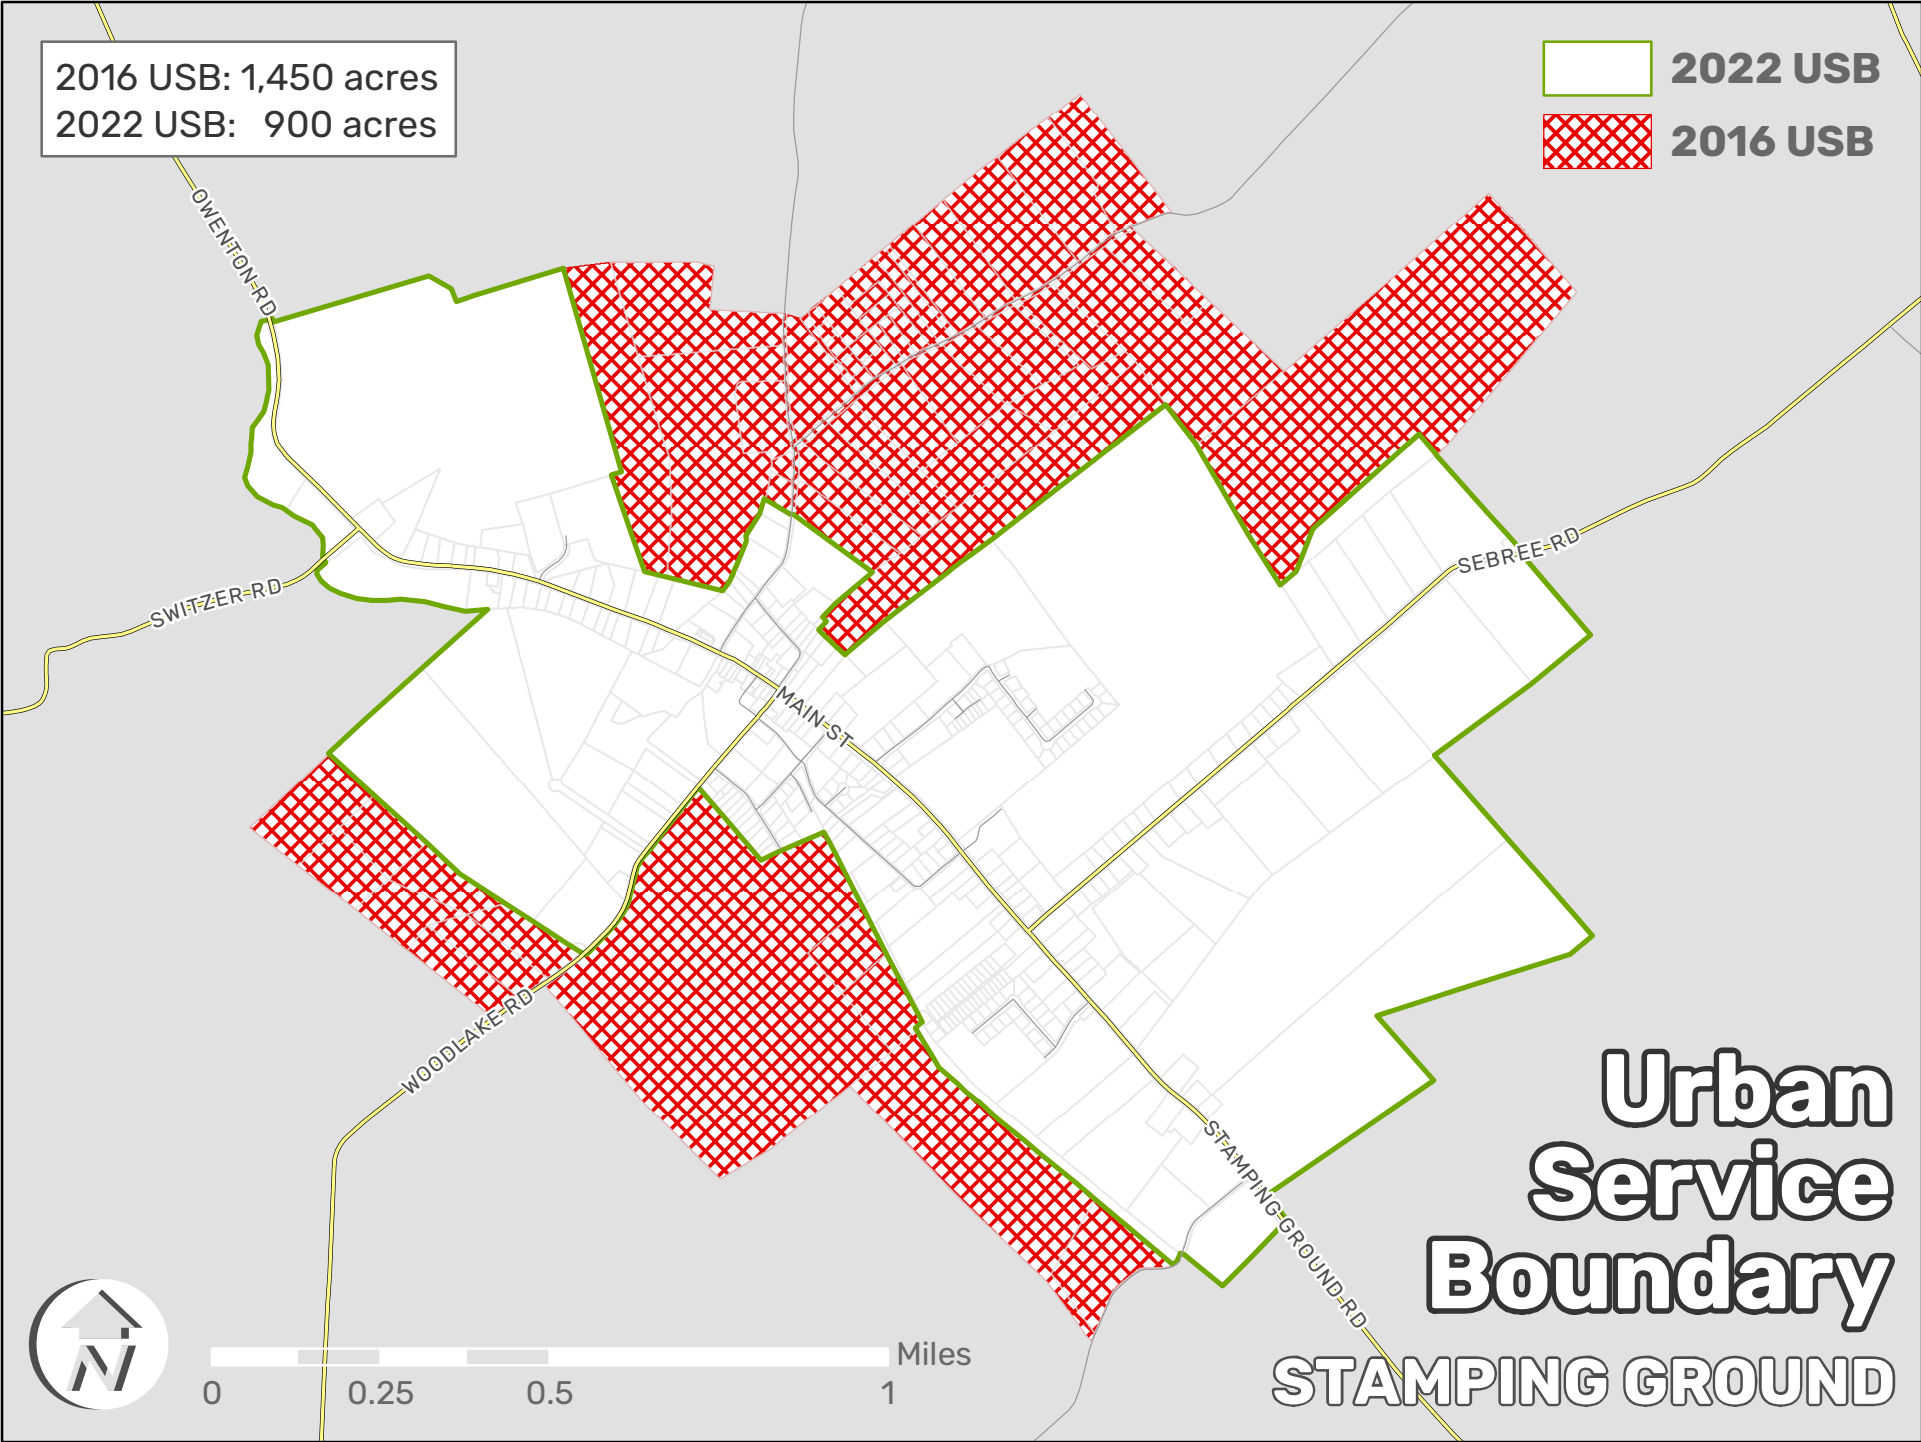 2016 USB: 1,450 acres
2022 USB: 900 acres
2022 USB
2016 USB
OWENTON RD
SWITZER RD
SEBREE RD
MAIN ST
WOODLAKE RD
STAMPING GROUND RD
Urban
Service
Boundary
STAMPING GROUND
N
Miles
0 0.25 0.5 1